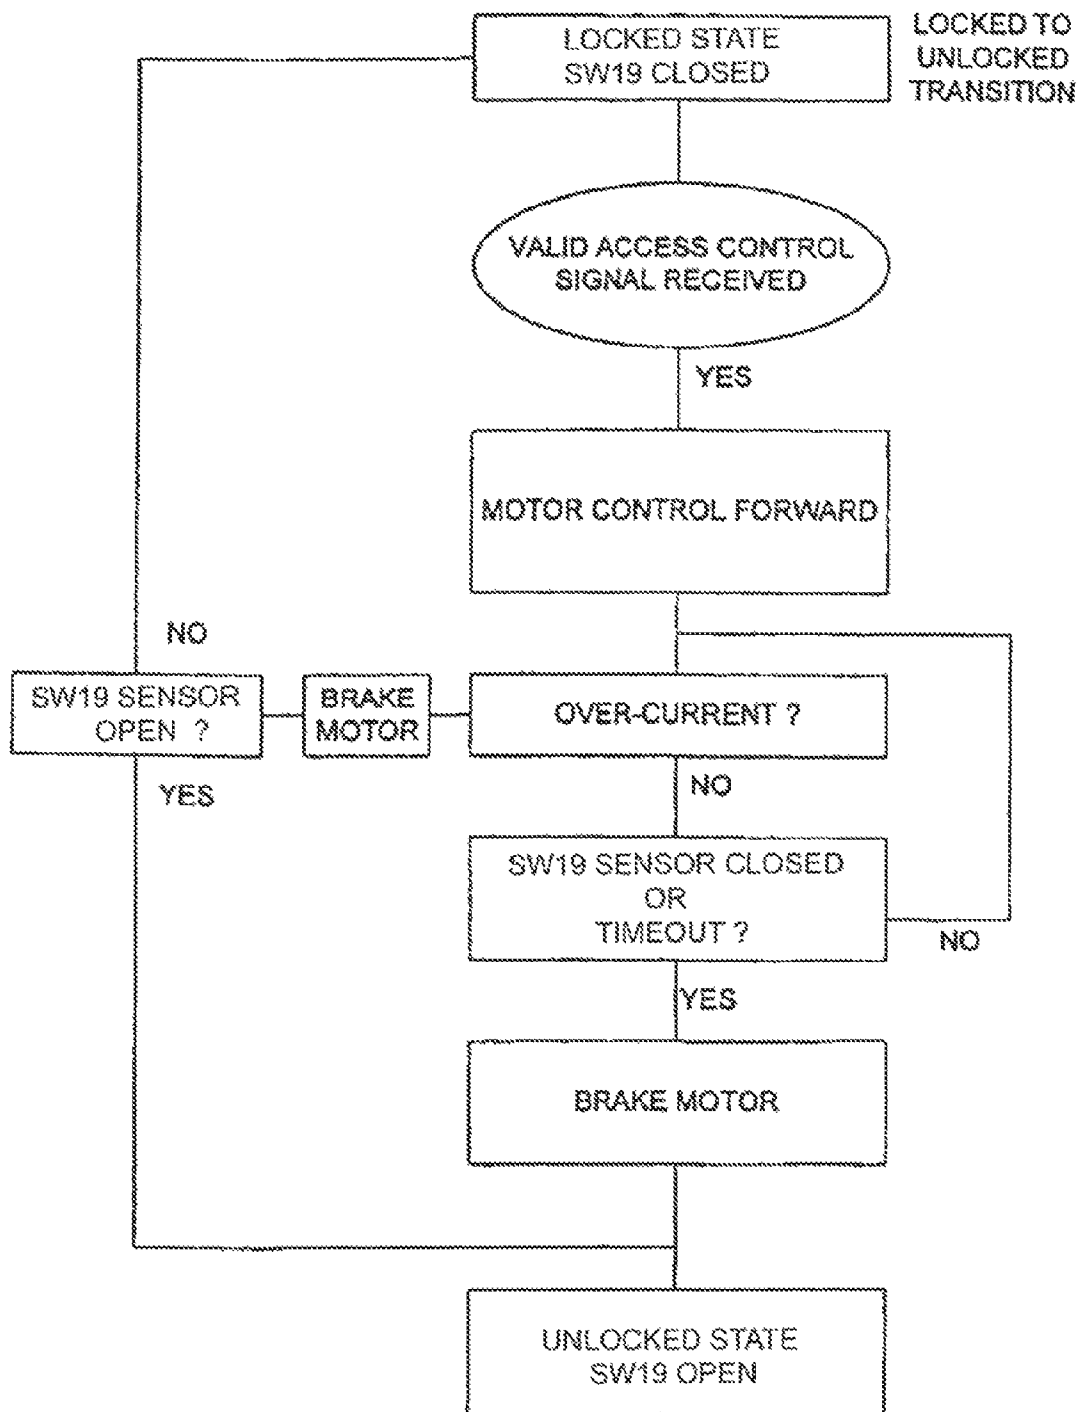 LOCKED STATE
SW19 CLOSED
LOCKED TO
UNLOCKED
TRANSITION
VALID ACCESS CONTROL
SIGNAL RECEIVED
YES
MOTOR CONTROL FORWARD
NO
SW19 SENSOR
OPEN ?
BRAKE
MOTOR
OVER-CURRENT ?
YES
NO
SW19 SENSOR CLOSED
OR
TIMEOUT ?
NO
YES
BRAKE MOTOR
UNLOCKED STATE
SW19 OPEN